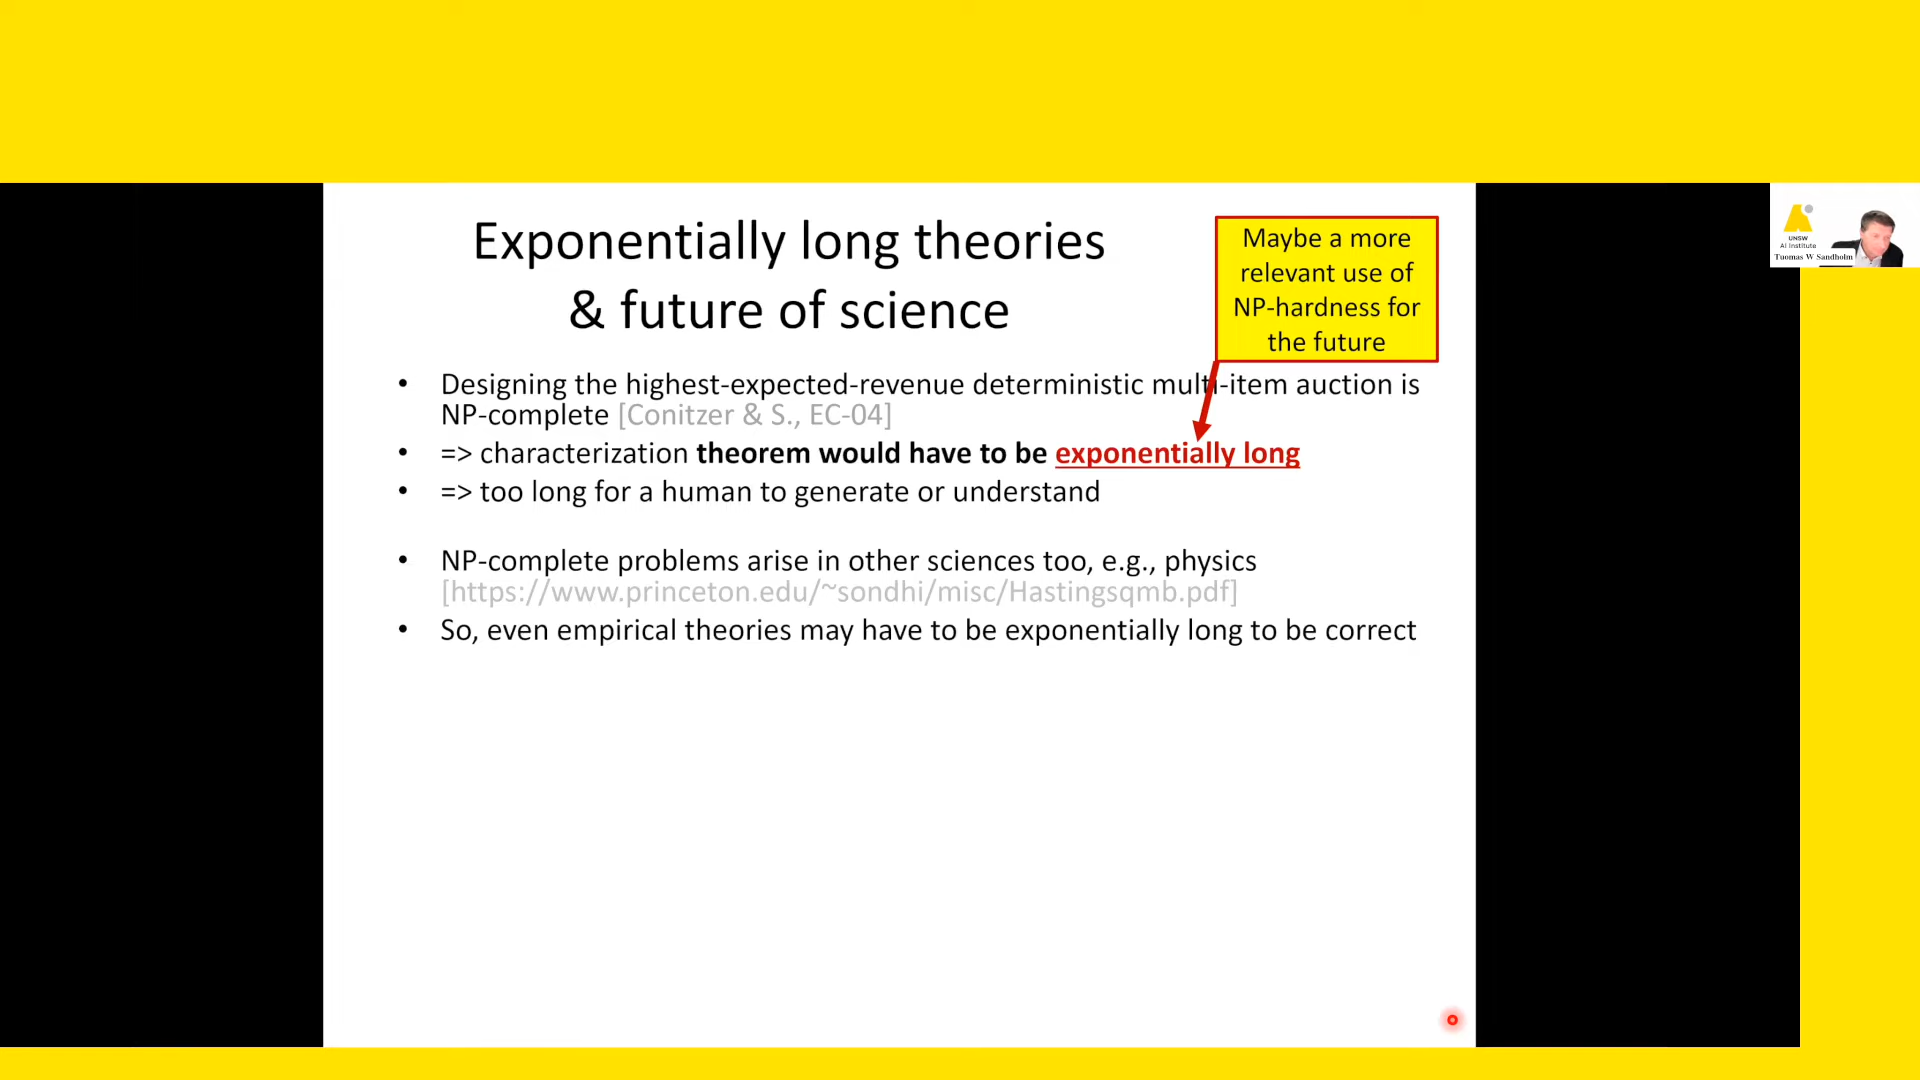 Exponentially long theories
& future of science
Maybe a more
relevant use of
NP-hardness for
the future
• Designing the highest-expected-revenue deterministic multi-item auction is
NP-complete [Conitzer & S., EC-04]
• => characterization theorem would have to be exponentially long
• => too long for a human to generate or understand
• NP-complete problems arise in other sciences too, e.g., physics
[https://www.princeton.edu/~sondhi/misc/Hastingsqmb.pdf]
• So, even empirical theories may have to be exponentially long to be correct
UNSW
AI Institute
Tuomas W Sandholm